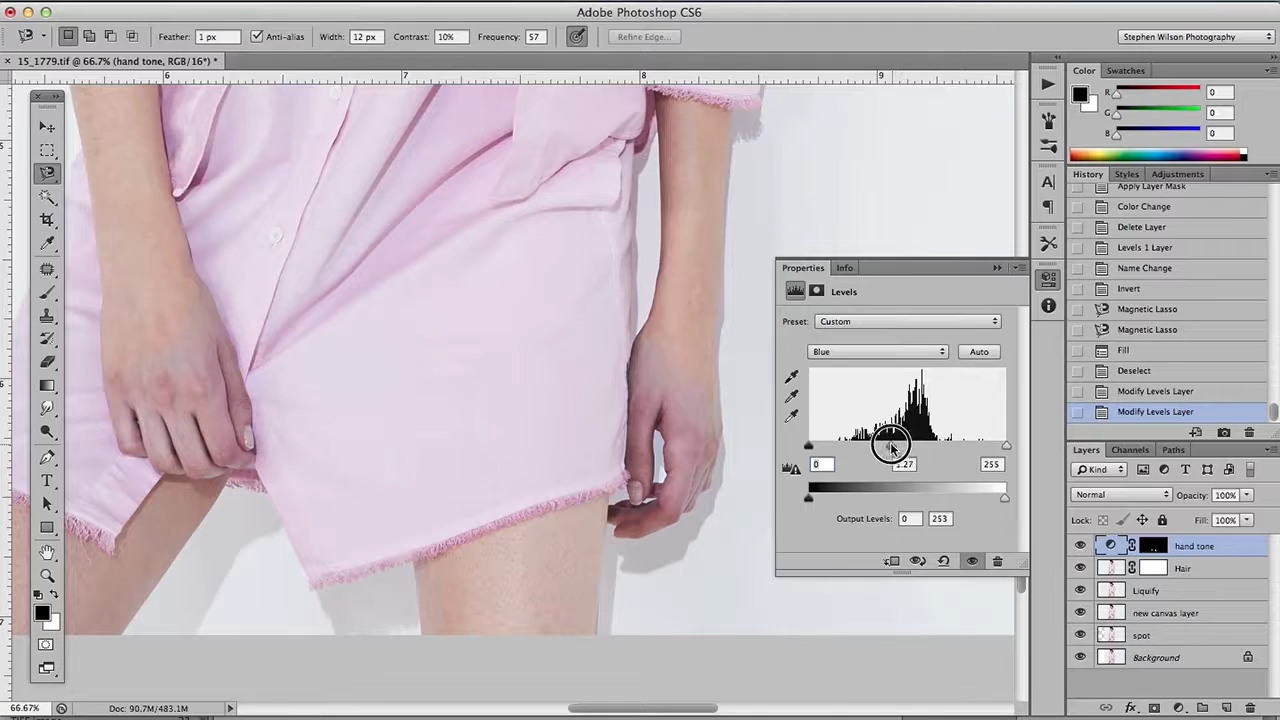 Adobe Photoshop CS6
Feather: 1 px Anti-alias Width: 12 px Contrast: 10% Frequency: 57 Refine Edge... Stephen Wilson Photography
15_1779.tif @ 66.7% (hand tone, RGB/16*) *
6 7 8 9
Color Swatches
R 0
G 0
B 0
History Styles Adjustments
Apply Layer Mask
Color Change
Delete Layer
Levels 1 Layer
Name Change
Invert
Magnetic Lasso
Magnetic Lasso
Fill
Deselect
Modify Levels Layer
Modify Levels Layer
Properties Info
Levels
Preset: Custom
Blue Auto
0 1.27 255
Output Levels: 0 253
Layers Channels Paths
Kind
Normal Opacity: 100%
Lock: Fill: 100%
hand tone
Hair
Liquify
new canvas layer
spot
Background
66.67% Doc: 90.7M/483.1M